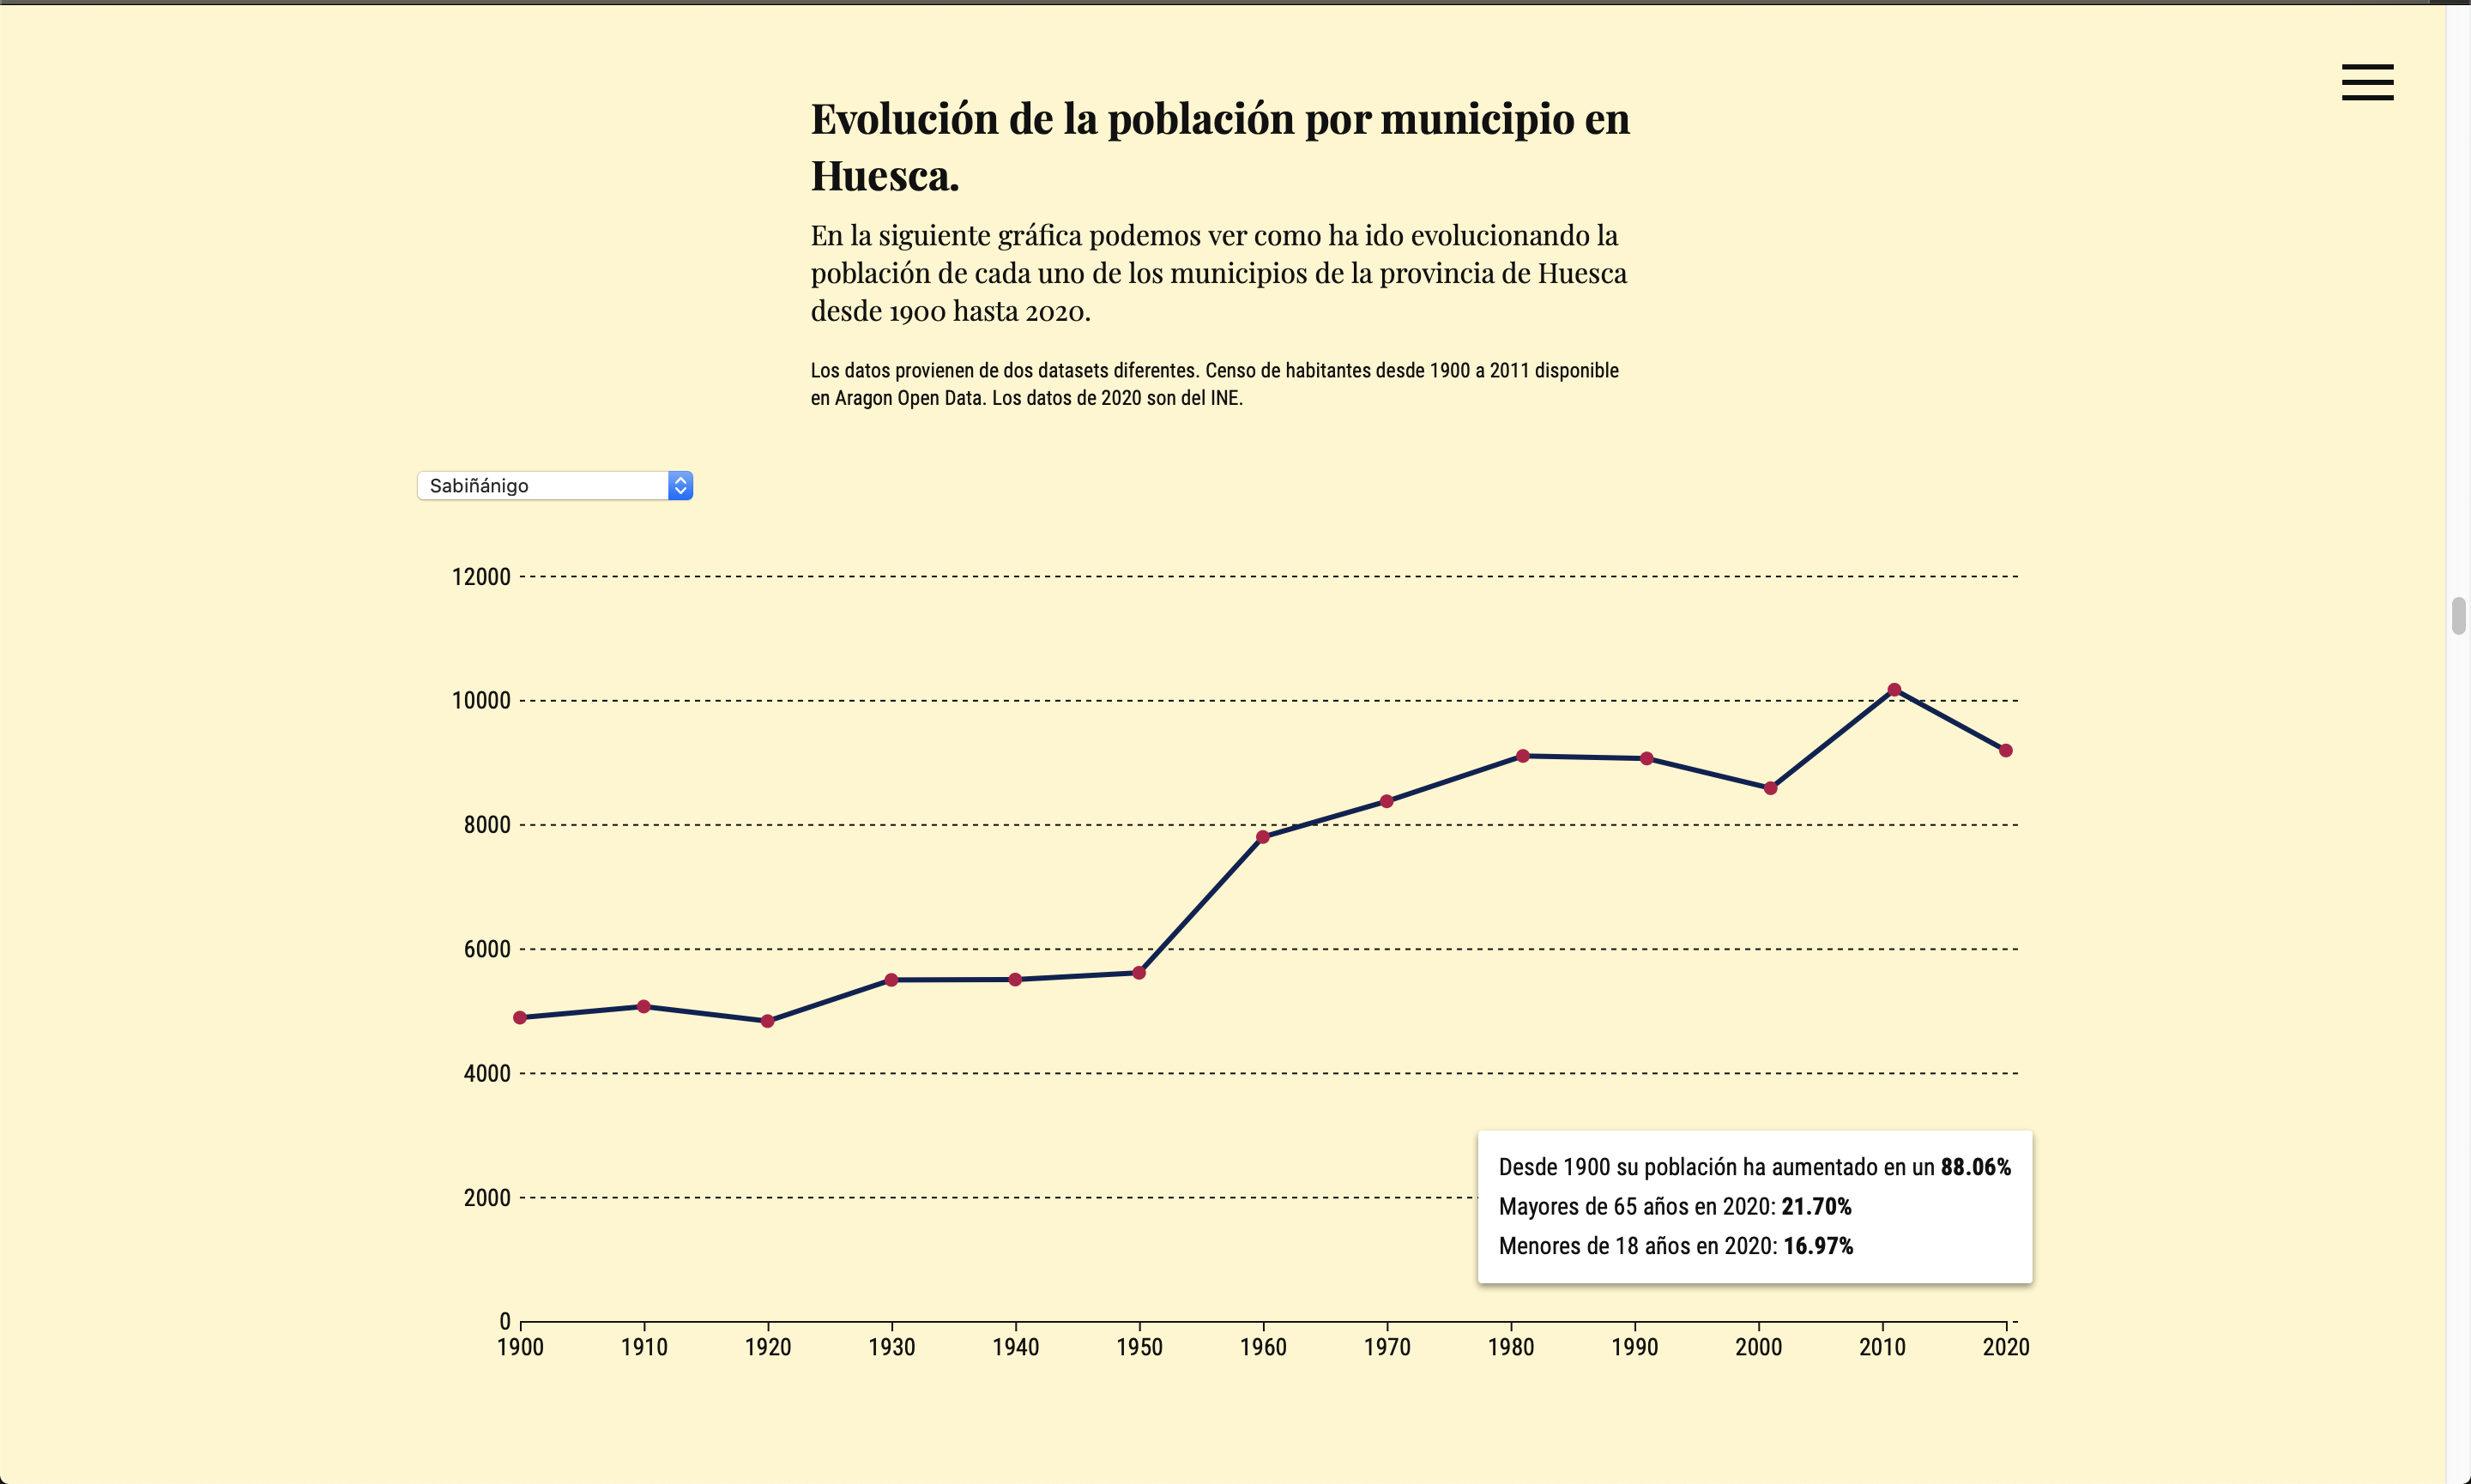 Evolución de la población por municipio en
Huesca.
En la siguiente gráfica podemos ver como ha ido evolucionando la
población de cada uno de los municipios de la provincia de Huesca
desde 1900 hasta 2020.
Los datos provienen de dos datasets diferentes. Censo de habitantes desde 1900 a 2011 disponible
en Aragon Open Data. Los datos de 2020 son del INE.
Sabiñánigo
12000
10000
8000
6000
4000
2000
0
Desde 1900 su población ha aumentado en un 88.06%
Mayores de 65 años en 2020: 21.70%
Menores de 18 años en 2020: 16.97%
1900 1910 1920 1930 1940 1950 1960 1970 1980 1990 2000 2010 2020